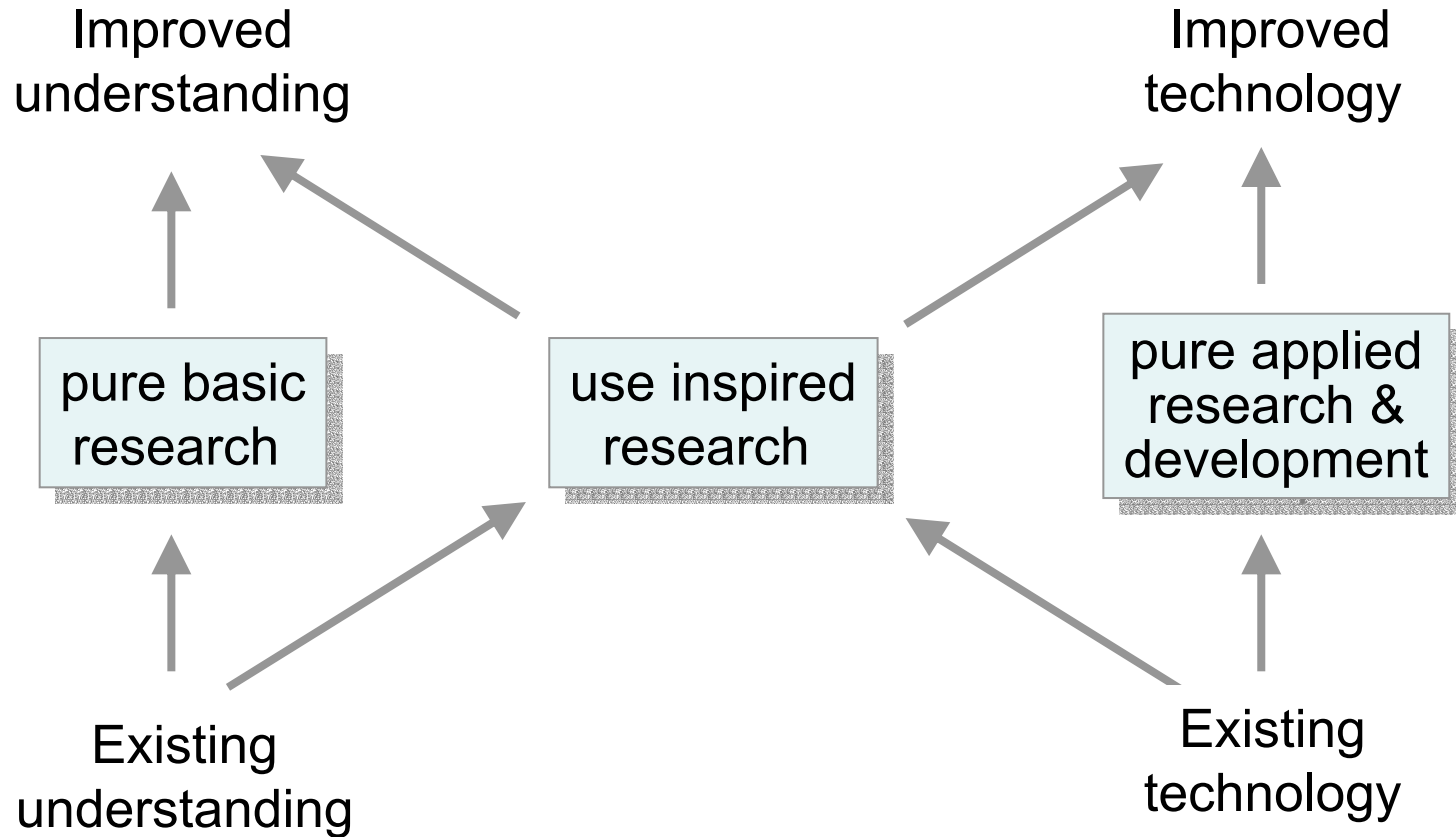 Improved
understanding
Improved
technology
pure basic
research
use inspired
research
pure applied
research &
development
Existing
understanding
Existing
technology